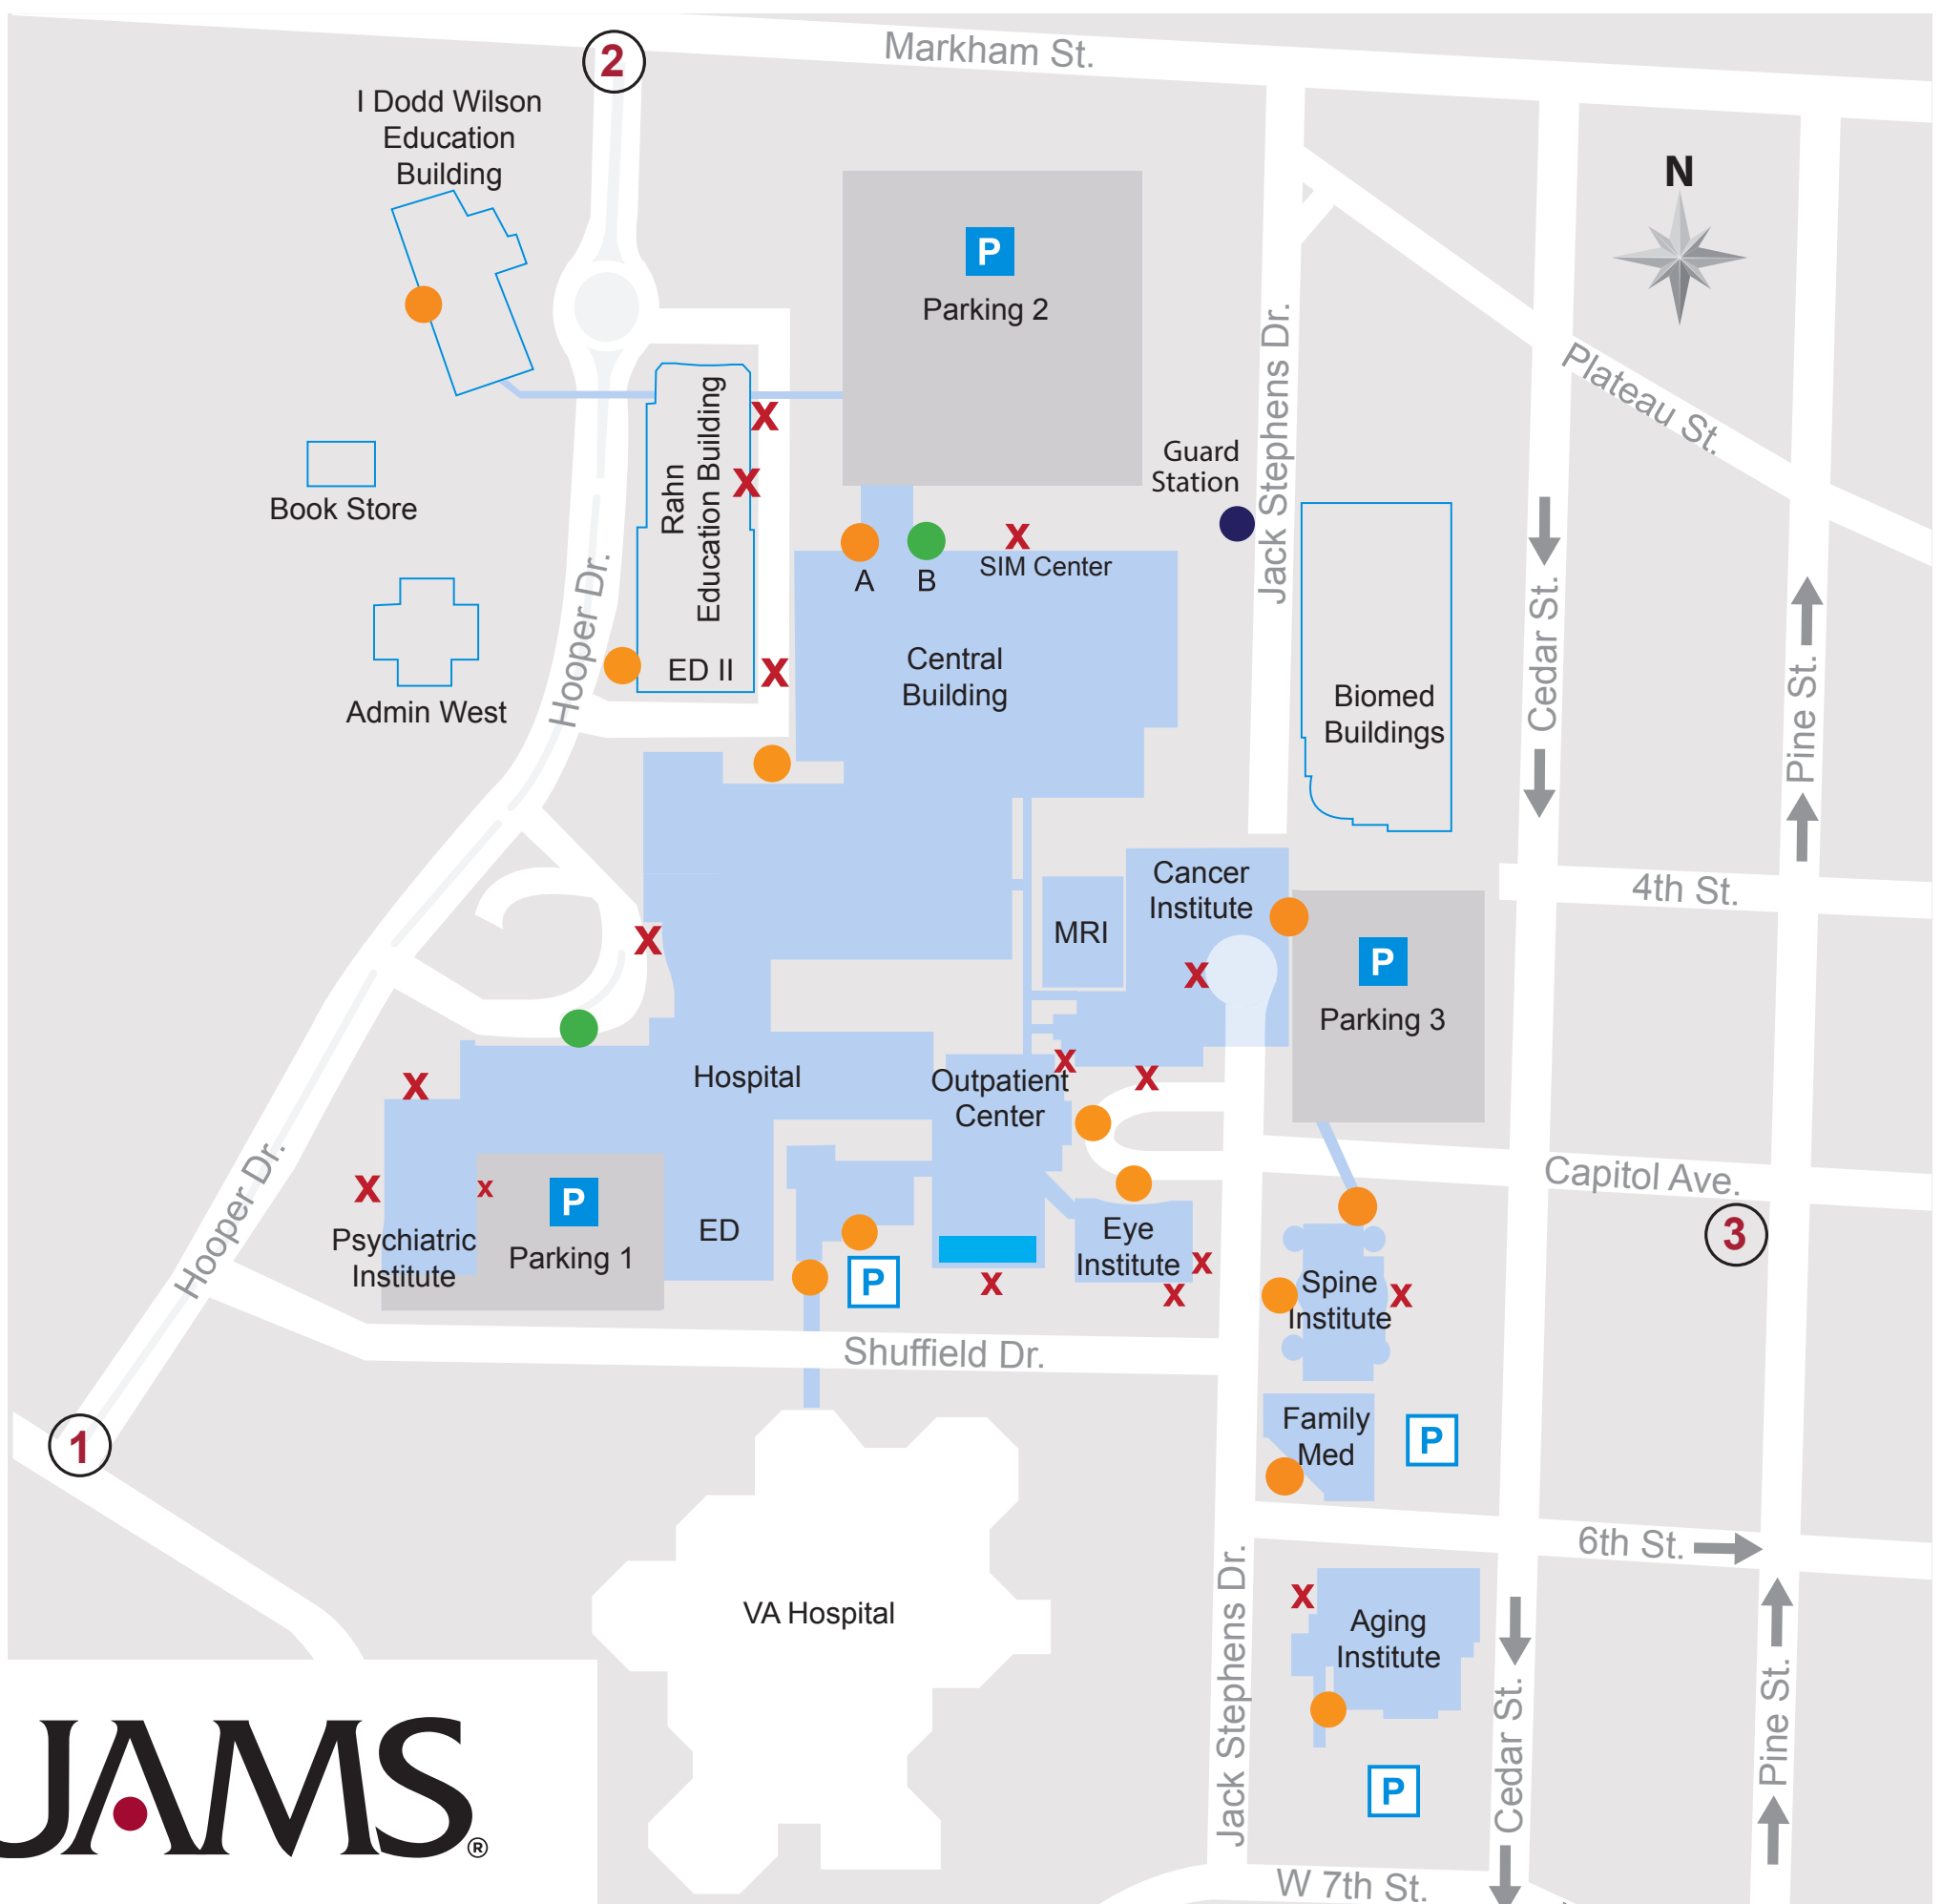 Markham St.
2
I Dodd Wilson
Education
Building
N
P
Parking 2
Jack Stephens Dr.
Plateau St.
Rahn
Education Building
Guard
Station
Book Store
x
x
x
A
B
SIM Center
Hooper Dr.
Cedar St.
Pine St.
ED II
x
Central
Building
Biomed
Buildings
Admin West
Cancer
Institute
4th St.
MRI
x
x
P
Parking 3
Hospital
Outpatient
Center
x
x
x
x
x
P
Parking 1
Psychiatric
Institute
Hooper Dr.
ED
P
x
Eye
Institute
x
x
Capitol Ave.
3
Spine
Institute
x
Shuffield Dr.
Family
Med
P
1
6th St.
VA Hospital
x
Aging
Institute
Jack Stephens Dr.
Cedar St.
Pine St.
P
UAMS®
W 7th St.